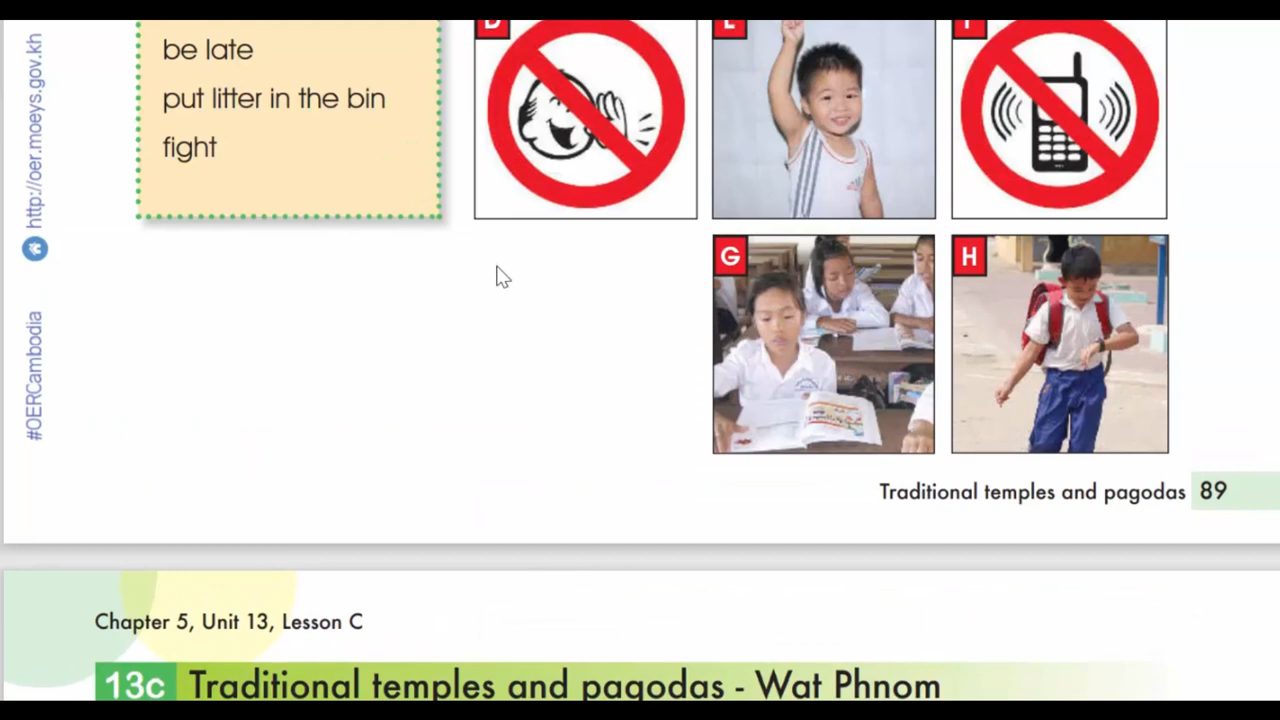 be late
put litter in the bin
fight
E
G
H
http://oer.moeys.gov.kh
#OERCambodia
Traditional temples and pagodas 89
Chapter 5, Unit 13, Lesson C
13c Traditional temples and pagodas - Wat Phnom